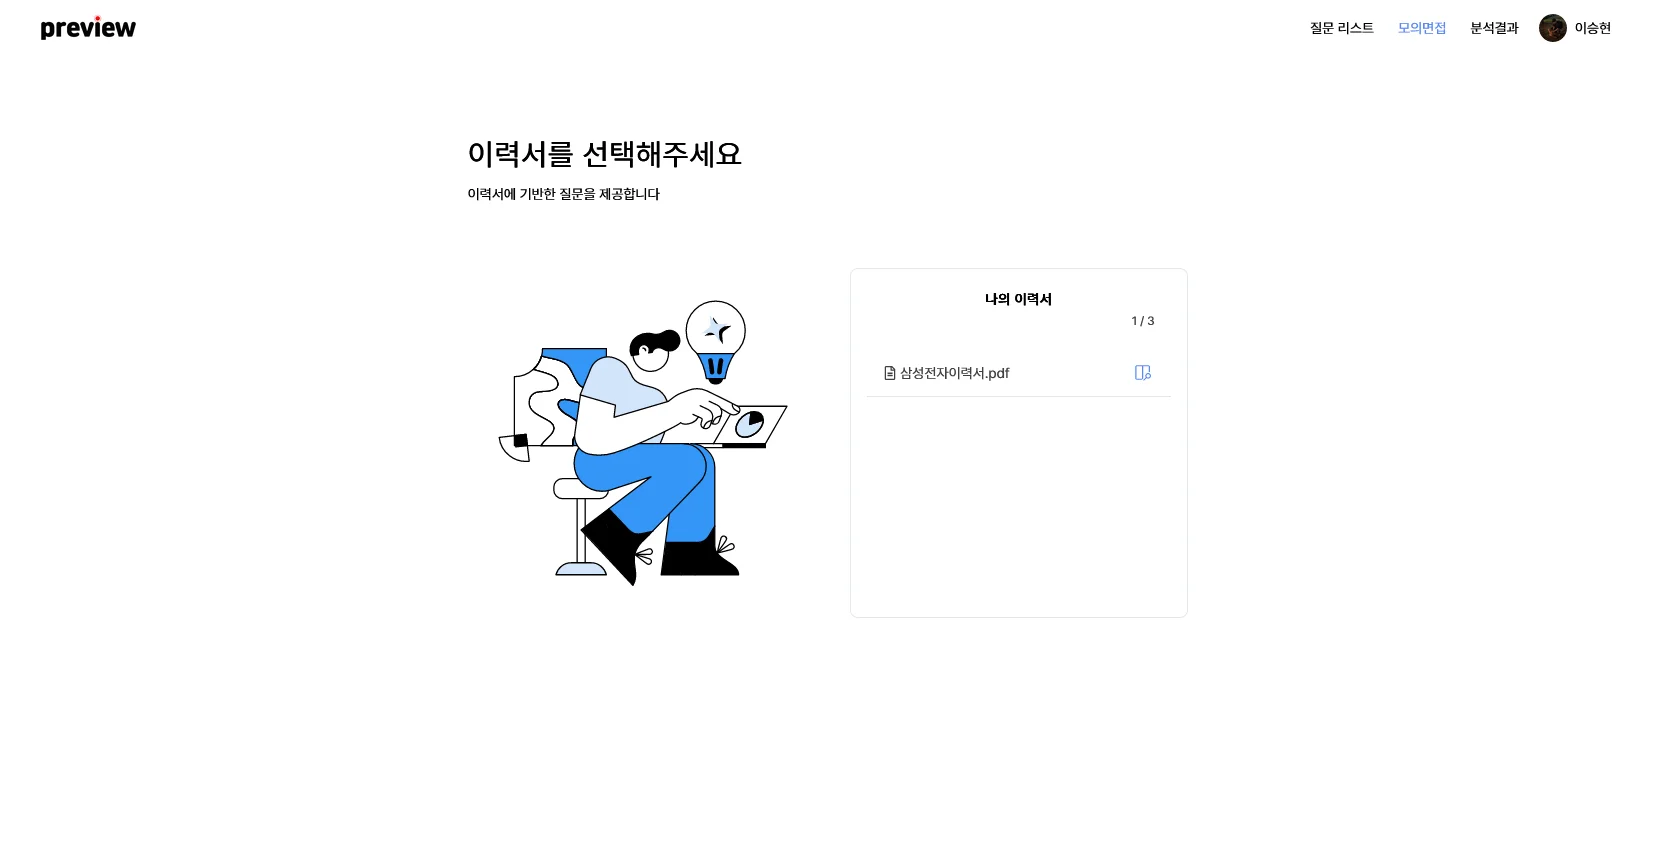 preview
질문 리스트 모의면접 분석결과 이승현
이력서를 선택해주세요
이력서에 기반한 질문을 제공합니다
나의 이력서
1 / 3
삼성전자이력서.pdf